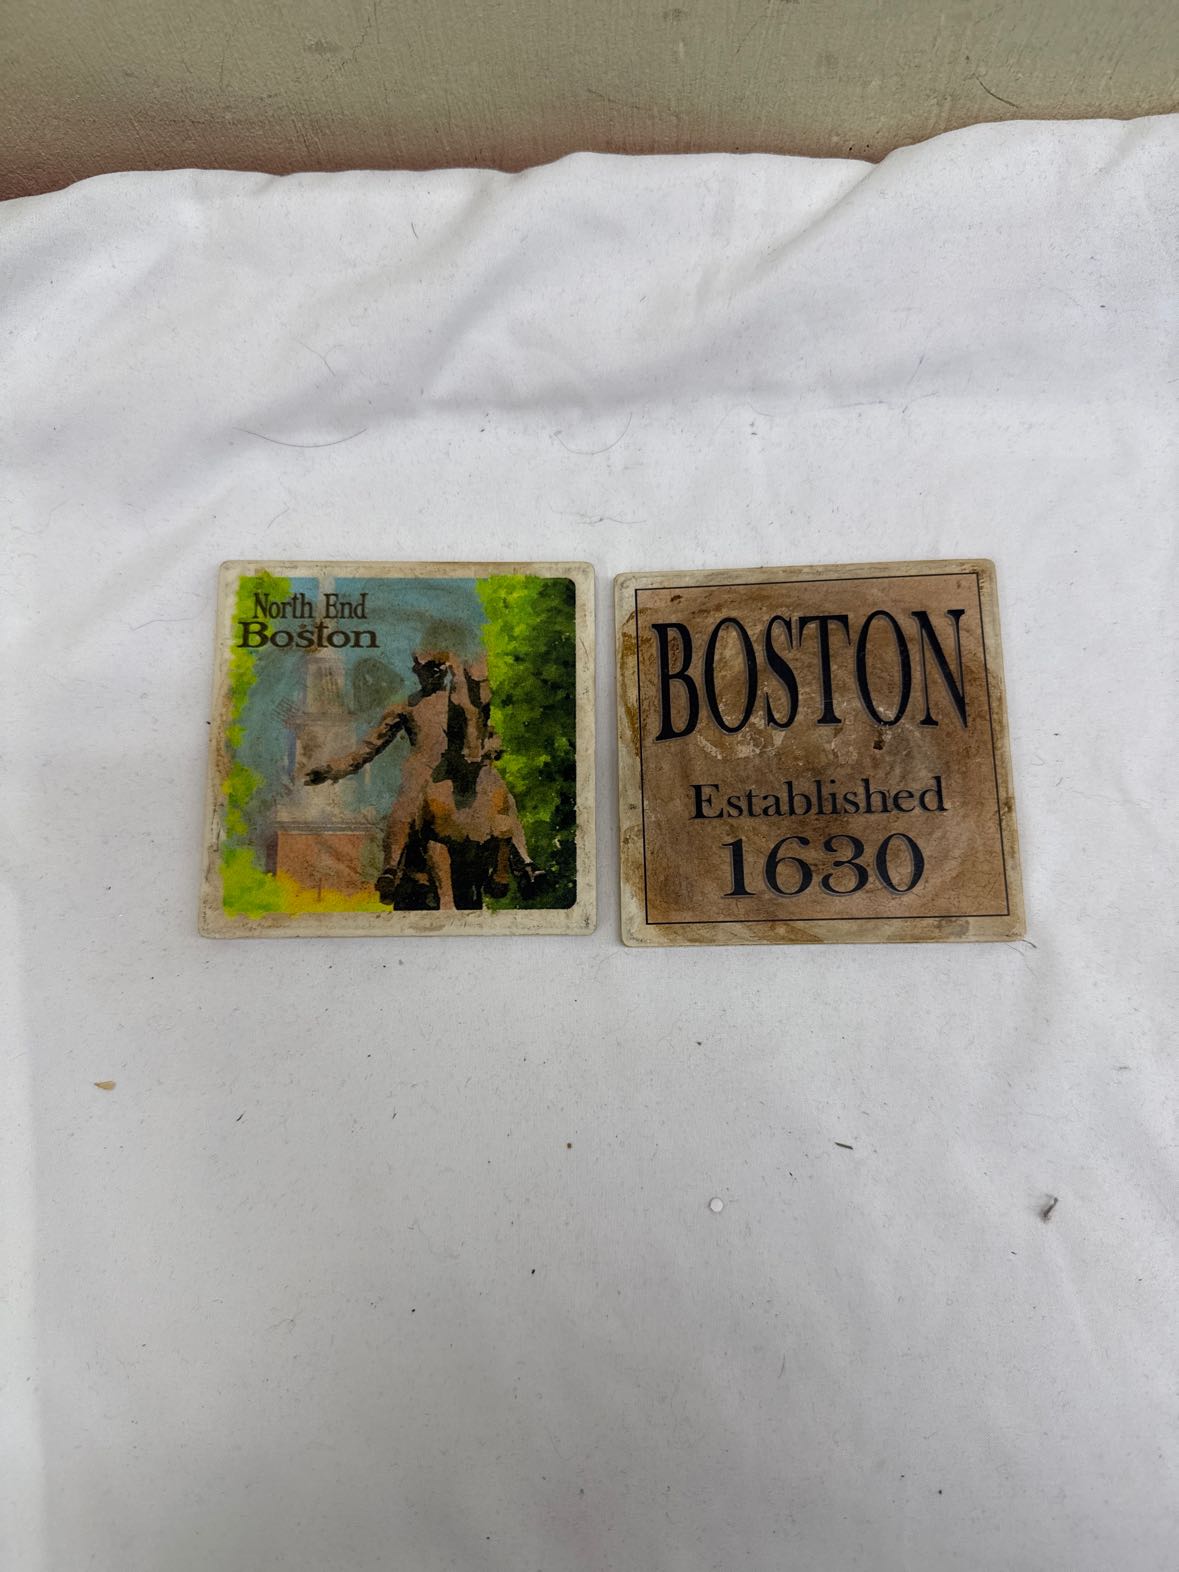 North End
Boston
BOSTON
Established
1630